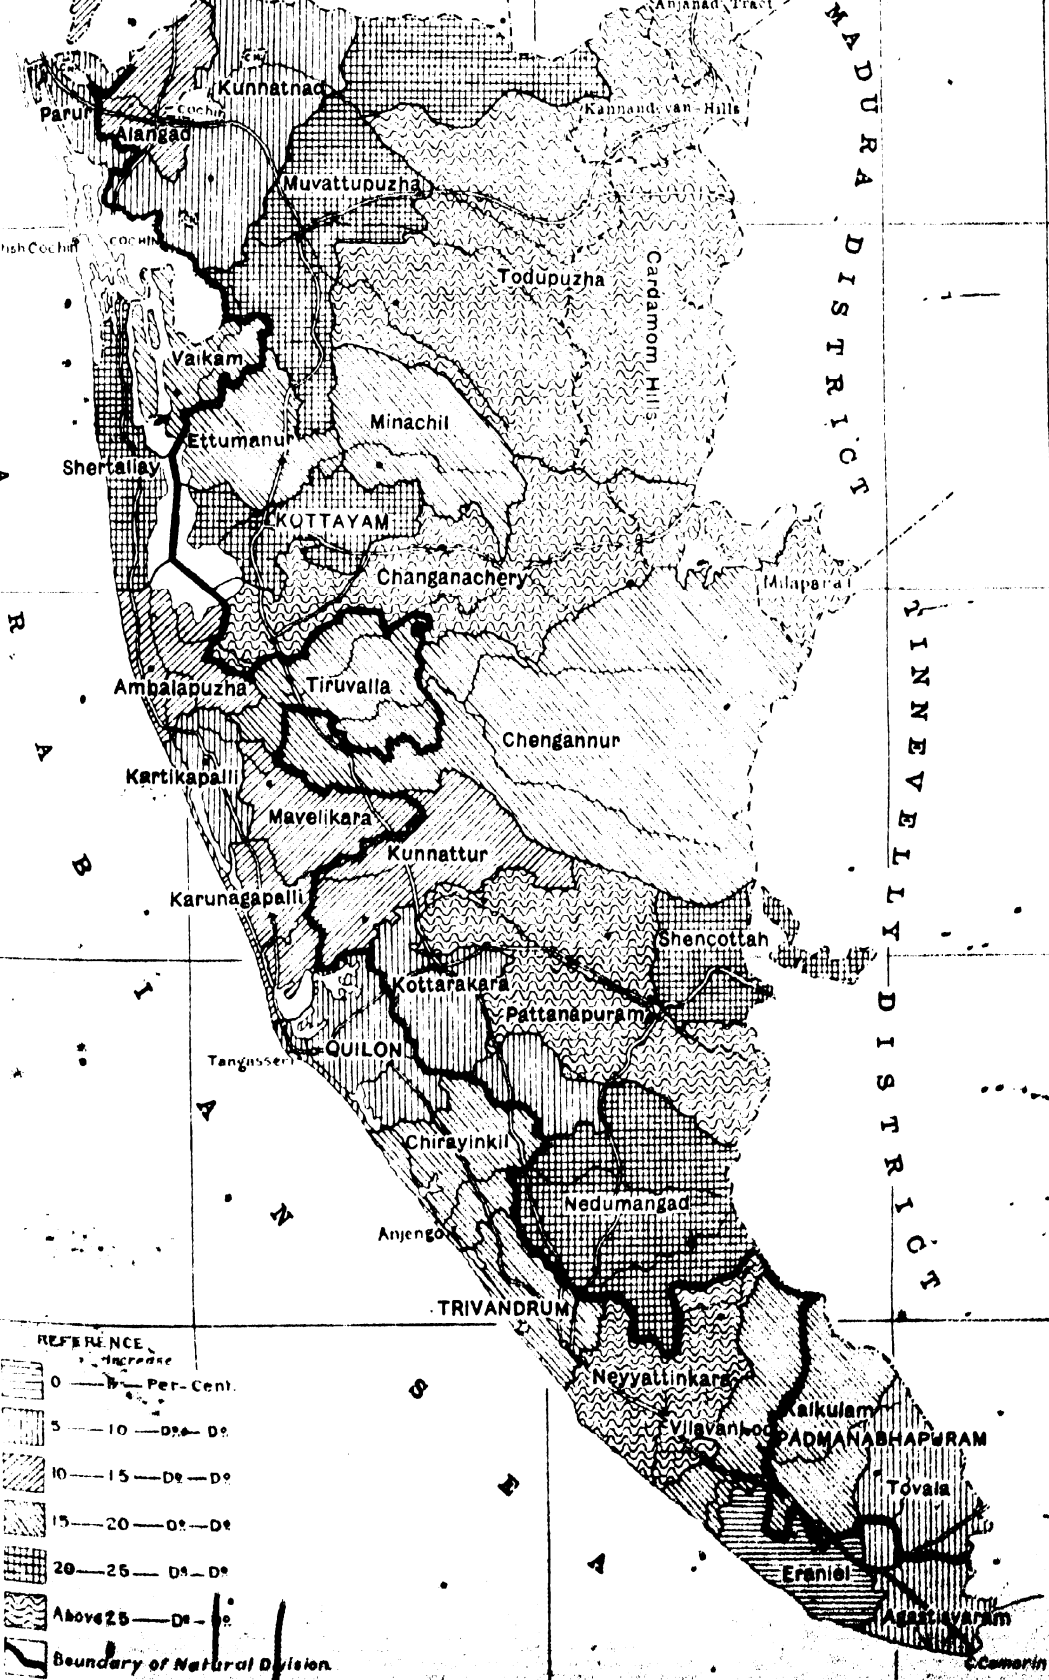 Anjanad Tract
MADURA DISTRICT
Kunnatnad
Kannand-van-Hills
Parur
Cochin
Alangad
Muvattupuzha
COCHIN
Todupuzha
Cardamom Hills
Vaikam
Minachil
Ettumanur
Shertallay
KOTTAYAM
Changanachery
TINNEVELLY DISTRICT
Ambalapuzha
Tiruvalla
Chengannur
Kartikapalli
Mavelikara
Kunnattur
Karunagapalli
Shencottah
Kottarakara
Pattanapuram
QUILON
Tangasseri
Chirayinkil
Nedumangad
Anjengo
TRIVANDRUM
ARABIAN SEA
Neyyattinkara
Kalkulam
Vilavankod
PADMANABHAPURAM
Tovala
Eraniel
Agastisvaram
C.Comorin
REFERENCE
Increase
0 — 5 — Per-Cent.
5 — 10 — Do — Do
10 — 15 — Do — Do
15 — 20 — Do — Do
20 — 25 — Do — Do
Above 25 — Do — Do
Boundary of Natural Division